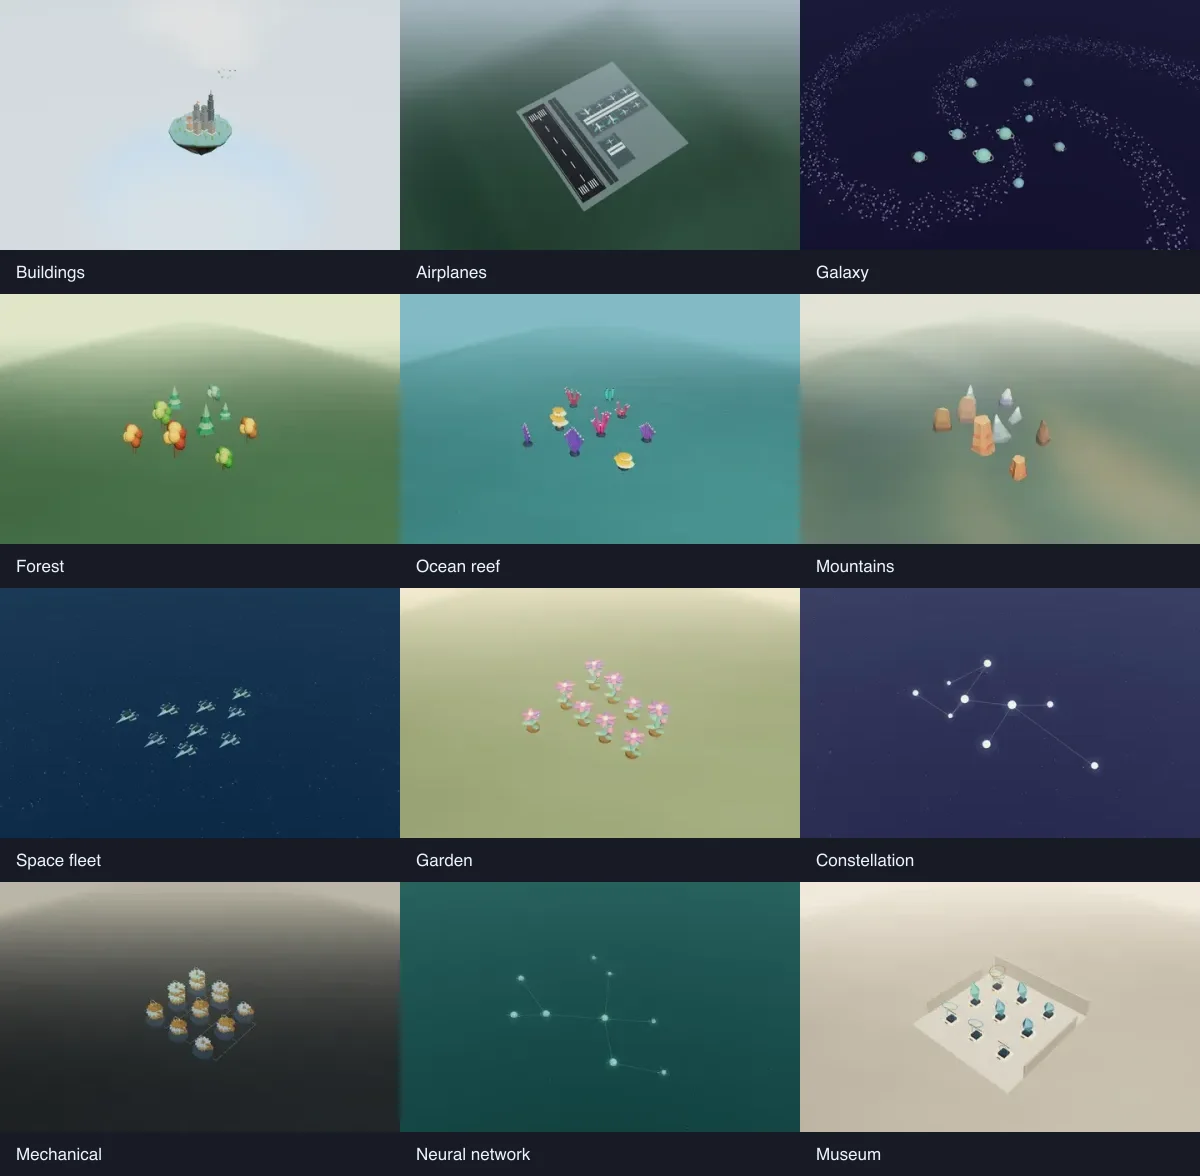 Buildings
Airplanes
Galaxy
Forest
Ocean reef
Mountains
Space fleet
Garden
Constellation
Mechanical
Neural network
Museum